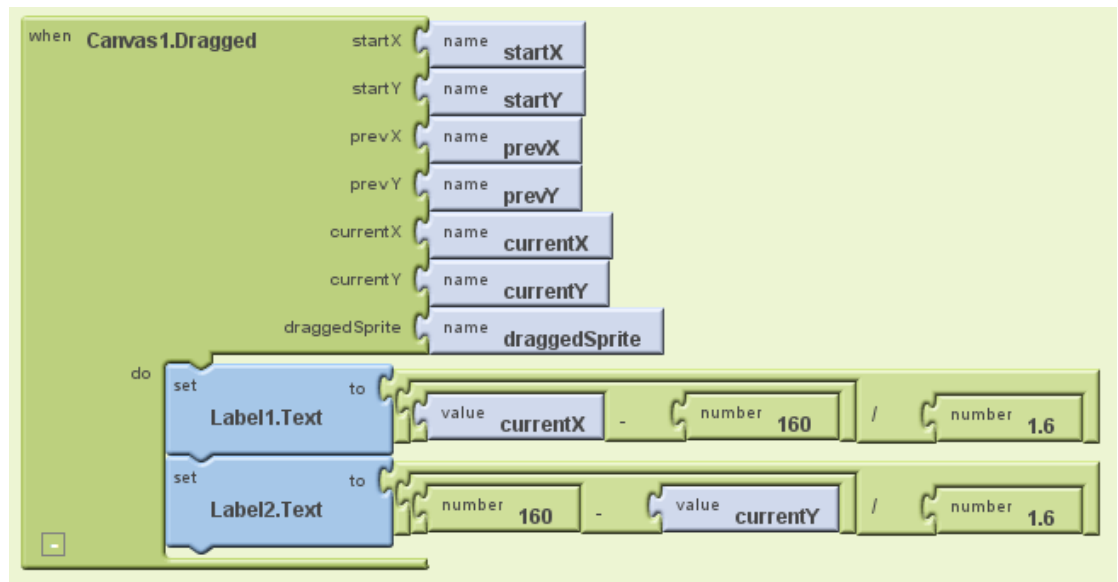 when Canvas1.Dragged startX name startX
startY name startY
prevX name prevX
prevY name prevY
currentX name currentX
currentY name currentY
draggedSprite name draggedSprite
do set Label1.Text to value currentX - number 160 / number 1.6
set Label2.Text to number 160 - value currentY / number 1.6
-